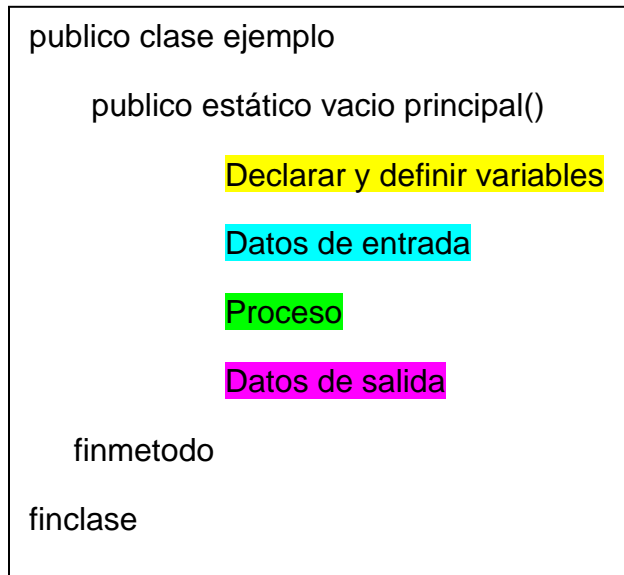 publico clase ejemplo
publico estático vacio principal()
Declarar y definir variables
Datos de entrada
Proceso
Datos de salida
finmetodo
finclase